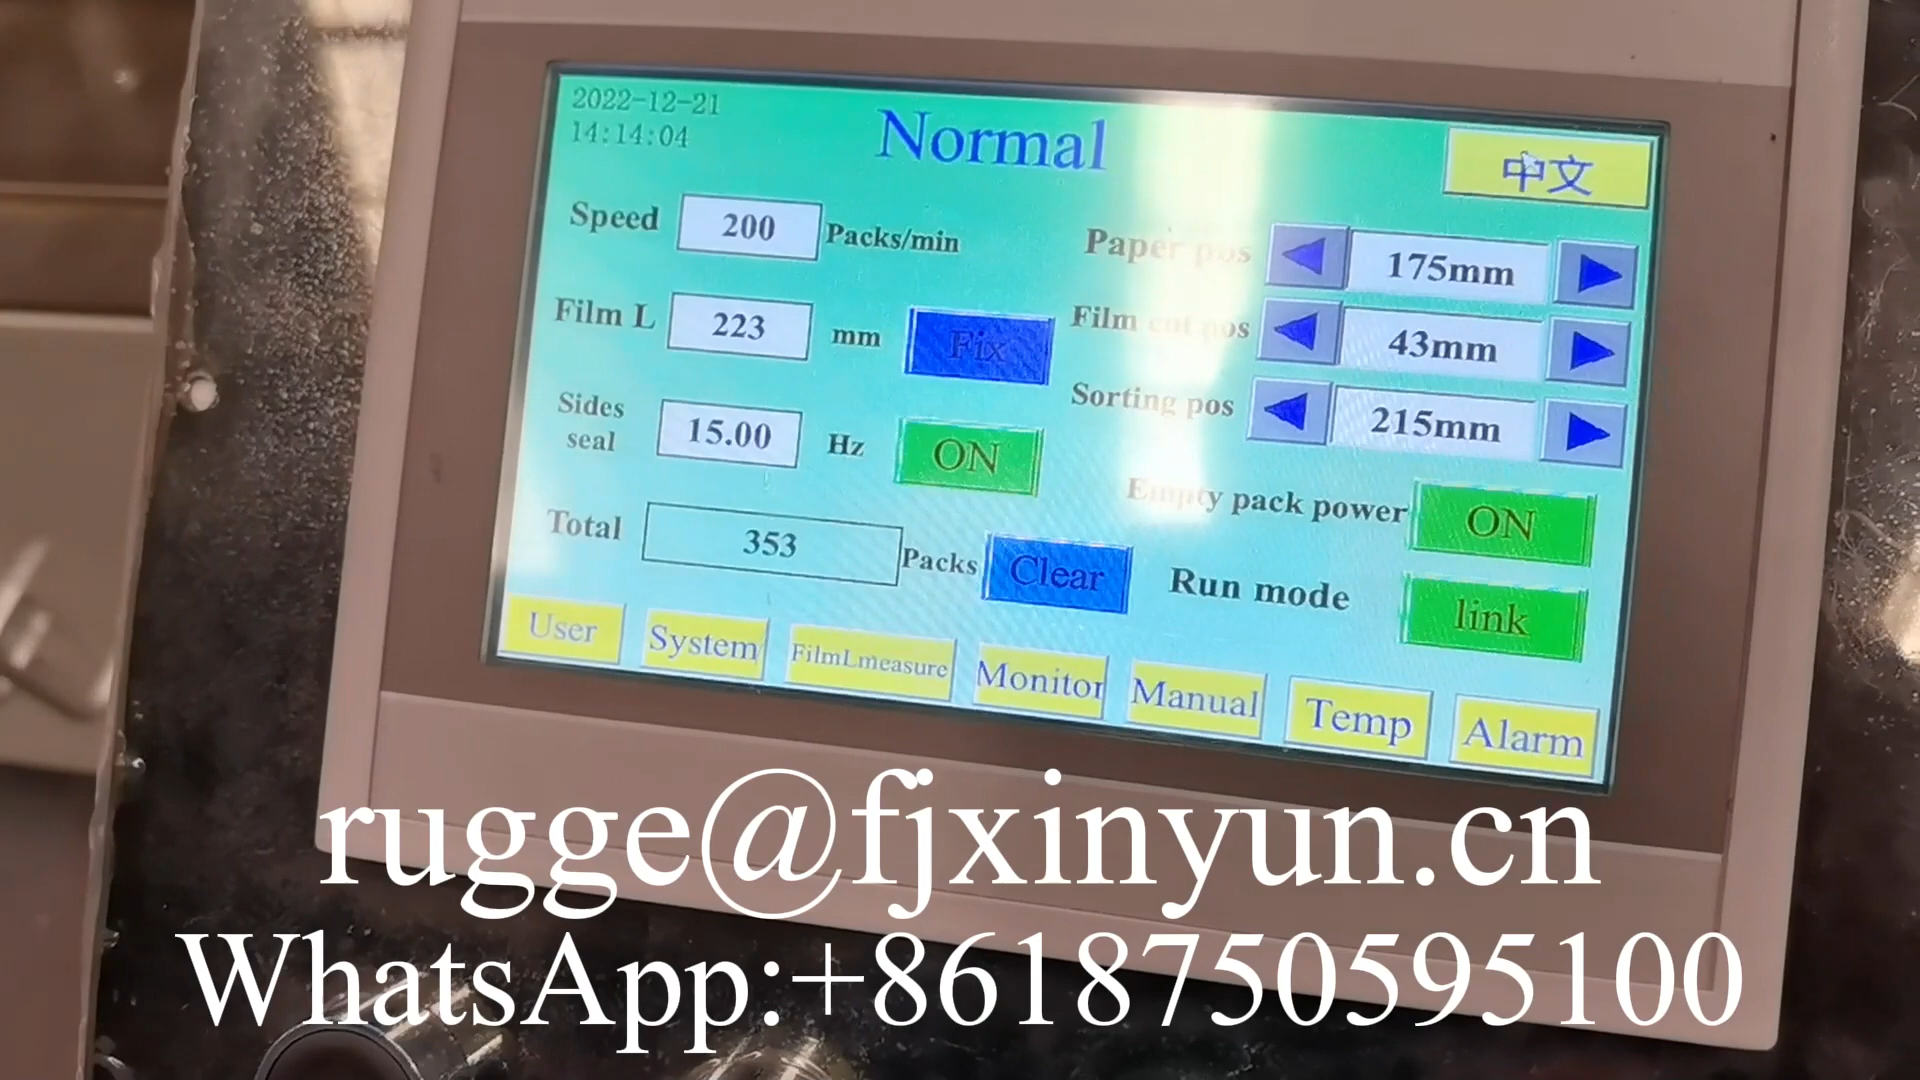 2022-12-21
14:14:04
Normal
中文
Speed 200 Packs/min
Paper pos 175mm
Film L 223 mm Fix
Film cut pos 43mm
Sides seal 15.00 Hz ON
Sorting pos 215mm
Empty pack power ON
Total 353 Packs Clear
Run mode link
User System FilmLmeasure Monitor Manual Temp Alarm
rugge@fjxinyun.cn
WhatsApp:+8618750595100